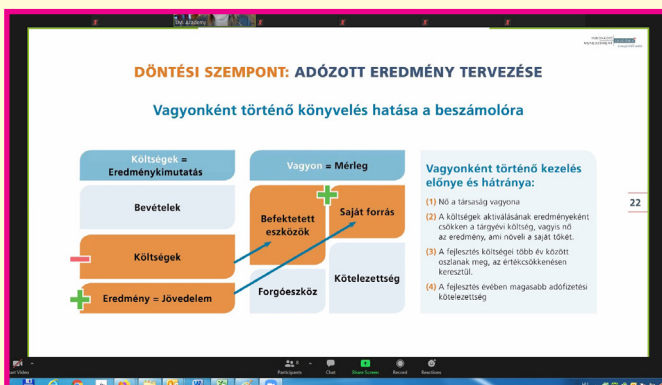 DÖNTÉSI SZEMPONT: ADÓZOTT EREDMÉNY TERVEZÉSE
Vagyonként történő könyvelés hatása a beszámolóra
Költségek =
Eredménykimutatás
Bevételek
Költségek
Eredmény = Jövedelem
Vagyon = Mérleg
Befektetett
eszközök
Saját forrás
Forgóeszköz
Kötelezettség
Vagyonként történő kezelés
előnye és hátránya:
(1) Nő a társaság vagyona
(2) A költségek aktiválásának eredményeként
csökken a tárgyévi költség, vagyis nő
az eredmény, ami növeli a saját tőkét.
(3) A fejlesztés költségei több év között
oszlanak meg, az értékcsökkenésen
keresztül.
(4) A fejlesztés évében magasabb adófizetési
kötelezettség
22
Participants
Chat
Share Screen
Record
Reactions